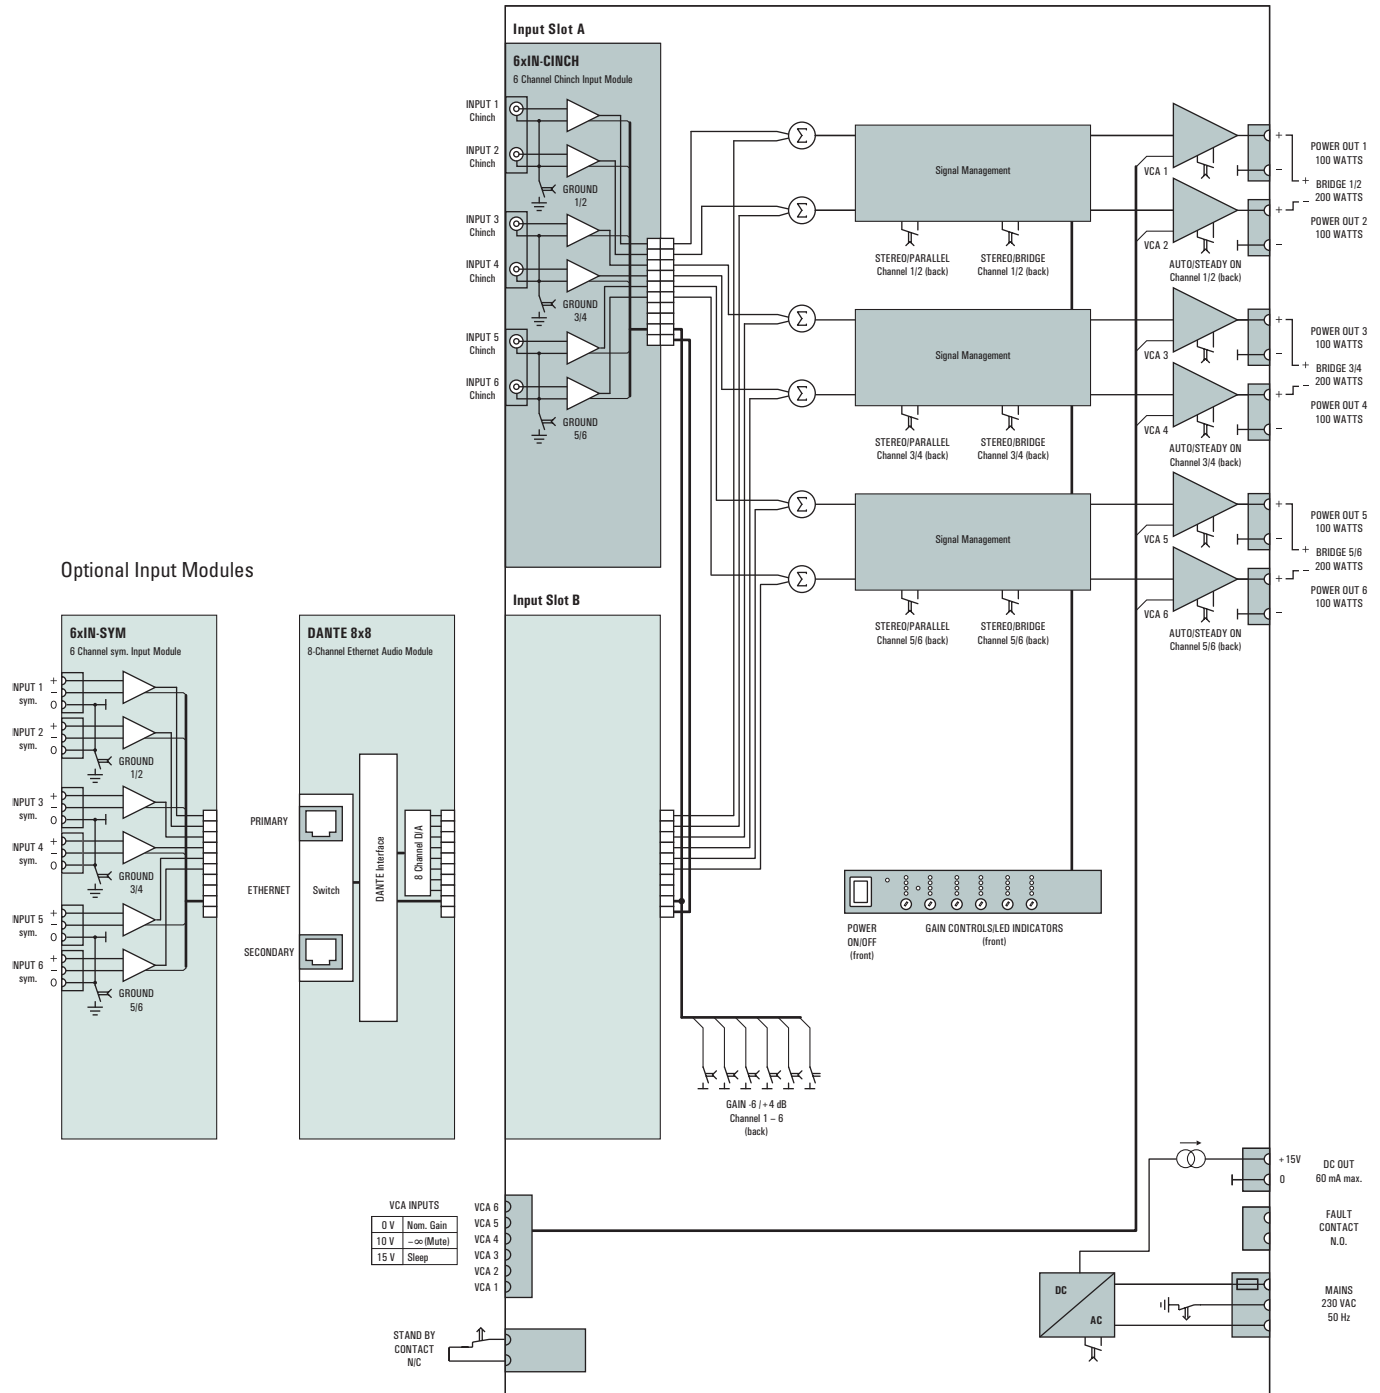 Input Slot A
6xIN-CINCH
6 Channel Chinch Input Module
INPUT 1
Chinch
INPUT 2
Chinch
GROUND
1/2
INPUT 3
Chinch
INPUT 4
Chinch
GROUND
3/4
INPUT 5
Chinch
INPUT 6
Chinch
GROUND
5/6
Σ
Σ
Σ
Σ
Σ
Σ
Signal Management
STEREO/PARALLEL
Channel 1/2 (back)
STEREO/BRIDGE
Channel 1/2 (back)
Signal Management
STEREO/PARALLEL
Channel 3/4 (back)
STEREO/BRIDGE
Channel 3/4 (back)
Signal Management
STEREO/PARALLEL
Channel 5/6 (back)
STEREO/BRIDGE
Channel 5/6 (back)
VCA 1
VCA 2
AUTO/STEADY ON
Channel 1/2 (back)
VCA 3
VCA 4
AUTO/STEADY ON
Channel 3/4 (back)
VCA 5
VCA 6
AUTO/STEADY ON
Channel 5/6 (back)
+
−
+
−
POWER OUT 1
100 WATTS
+ BRIDGE 1/2
− 200 WATTS
POWER OUT 2
100 WATTS
+
−
+
−
POWER OUT 3
100 WATTS
+ BRIDGE 3/4
− 200 WATTS
POWER OUT 4
100 WATTS
+
−
+
−
POWER OUT 5
100 WATTS
+ BRIDGE 5/6
− 200 WATTS
POWER OUT 6
100 WATTS
Optional Input Modules
6xIN-SYM
6 Channel sym. Input Module
INPUT 1 +
sym. −
0
INPUT 2 +
sym. −
0
GROUND
1/2
INPUT 3 +
sym. −
0
INPUT 4 +
sym. −
0
GROUND
3/4
INPUT 5 +
sym. −
0
INPUT 6 +
sym. −
0
GROUND
5/6
DANTE 8x8
8-Channel Ethernet Audio Module
PRIMARY
ETHERNET
SECONDARY
Switch
DANTE Interface
8 Channel D/A
Input Slot B
GAIN -6 / +4 dB
Channel 1 – 6
(back)
POWER
ON/OFF
(front)
GAIN CONTROLS/LED INDICATORS
(front)
VCA INPUTS
0 V Nom. Gain
10 V −∞ (Mute)
15 V Sleep
VCA 6
VCA 5
VCA 4
VCA 3
VCA 2
VCA 1
STAND BY
CONTACT
N/C
+15V
0
DC OUT
60 mA max.
FAULT
CONTACT
N.O.
DC
AC
MAINS
230 VAC
50 Hz